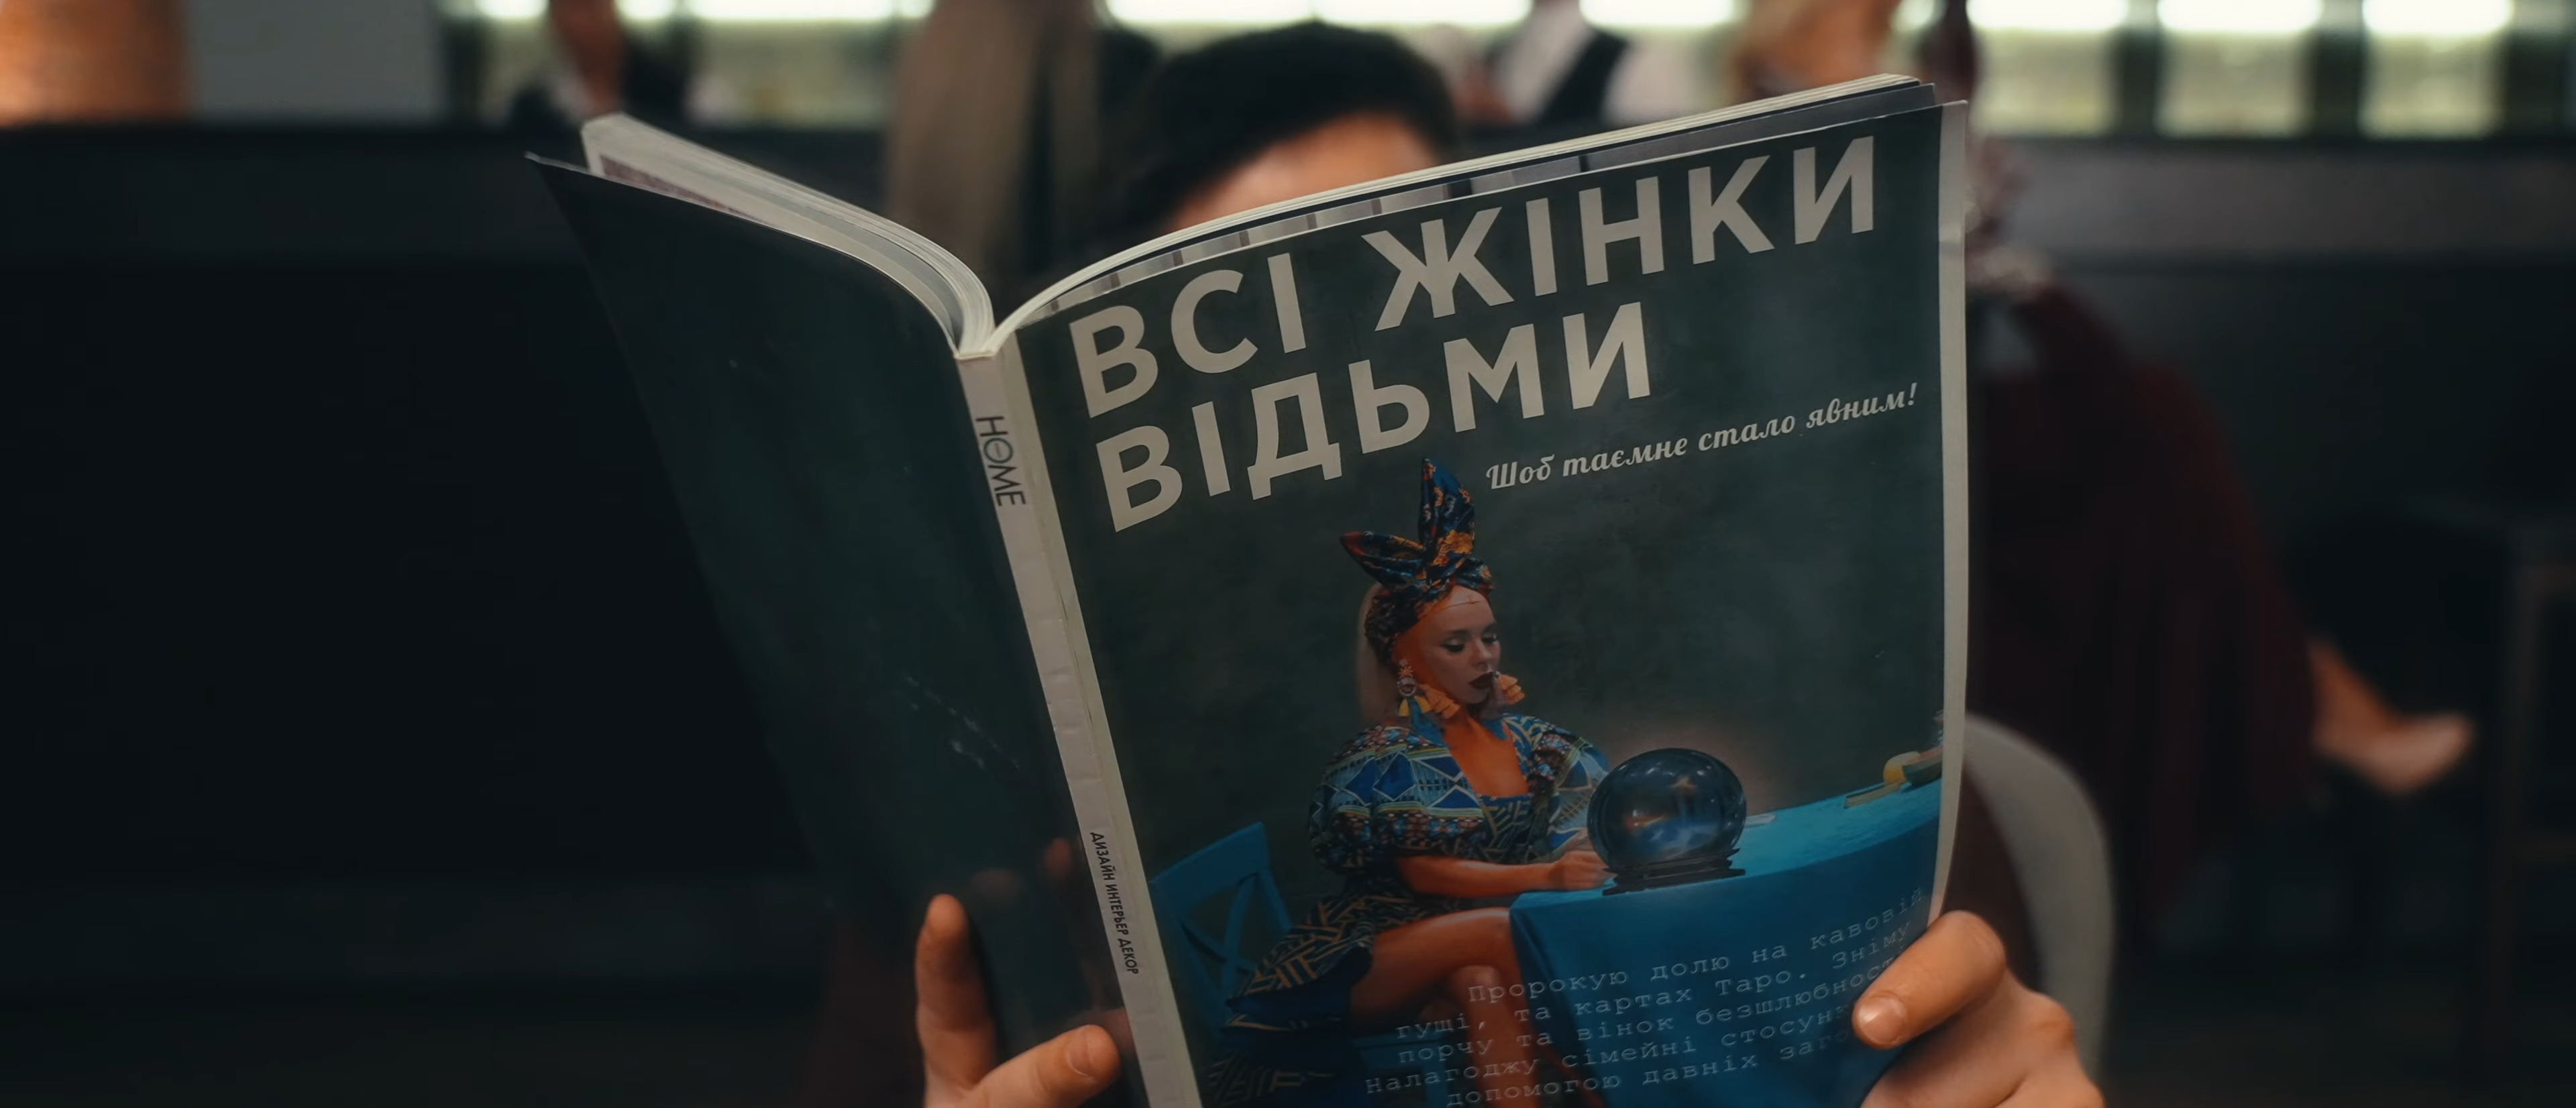 ВСІ ЖІНКИ
ВІДЬМИ
Шоб таємне стало явним!
HOME
ДИЗАЙН ИНТЕРЬЕР ДЕКОР
Пророкую долю на кавовій
гущі, та картах Таро. Зніму
порчу та вінок
Налагоджу сімейні
допомогою давніх